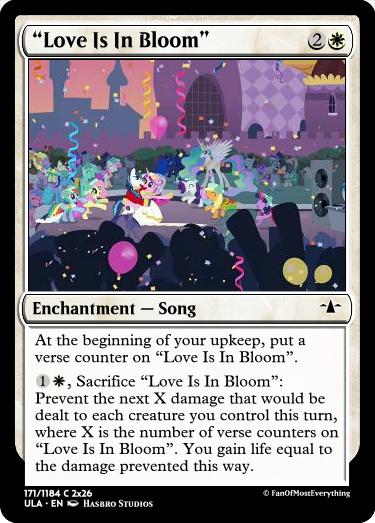 “Love Is In Bloom” 2
Enchantment — Song
At the beginning of your upkeep, put a
verse counter on “Love Is In Bloom”.
1, Sacrifice “Love Is In Bloom”:
Prevent the next X damage that would be
dealt to each creature you control this turn,
where X is the number of verse counters on
“Love Is In Bloom”. You gain life equal to
the damage prevented this way.
171/1184 C 2x26
ULA • EN HASBRO STUDIOS
© FanOfMostEverything